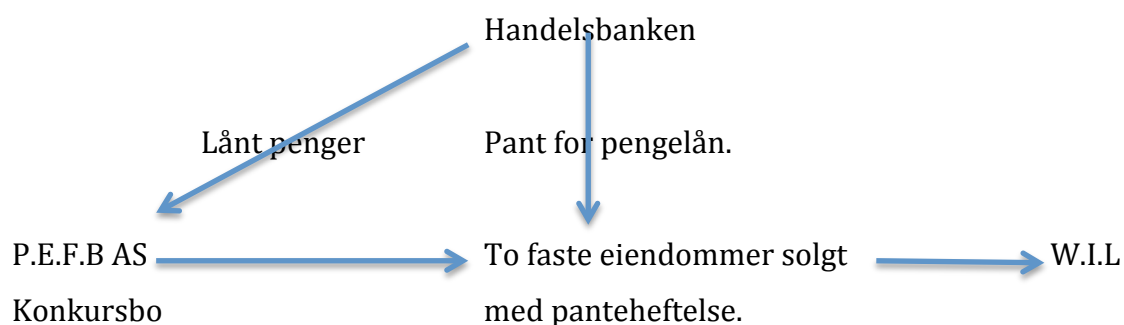 Handelsbanken
Lånt penger Pant for pengelån.
P.E.F.B AS To faste eiendommer solgt W.I.L
Konkursbo med panteheftelse.